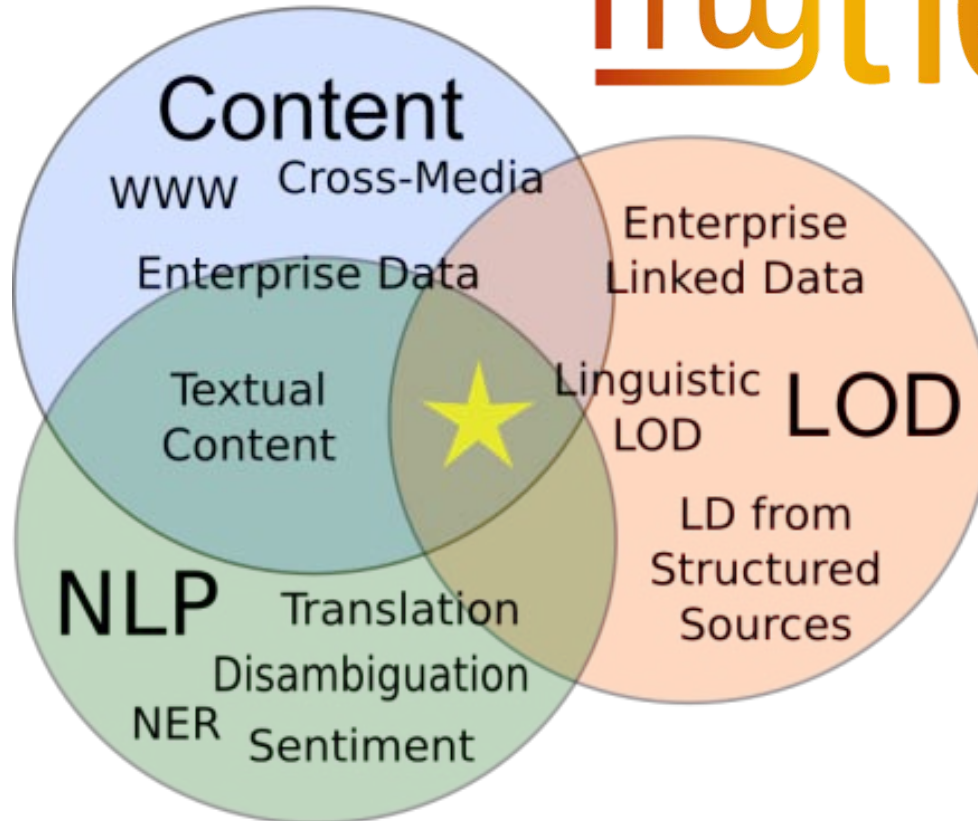 Content
WWW Cross-Media
Enterprise Data
Enterprise
Linked Data
Textual
Content
Linguistic
LOD
LOD
LD from
Structured
Sources
NLP
Translation
Disambiguation
NER
Sentiment